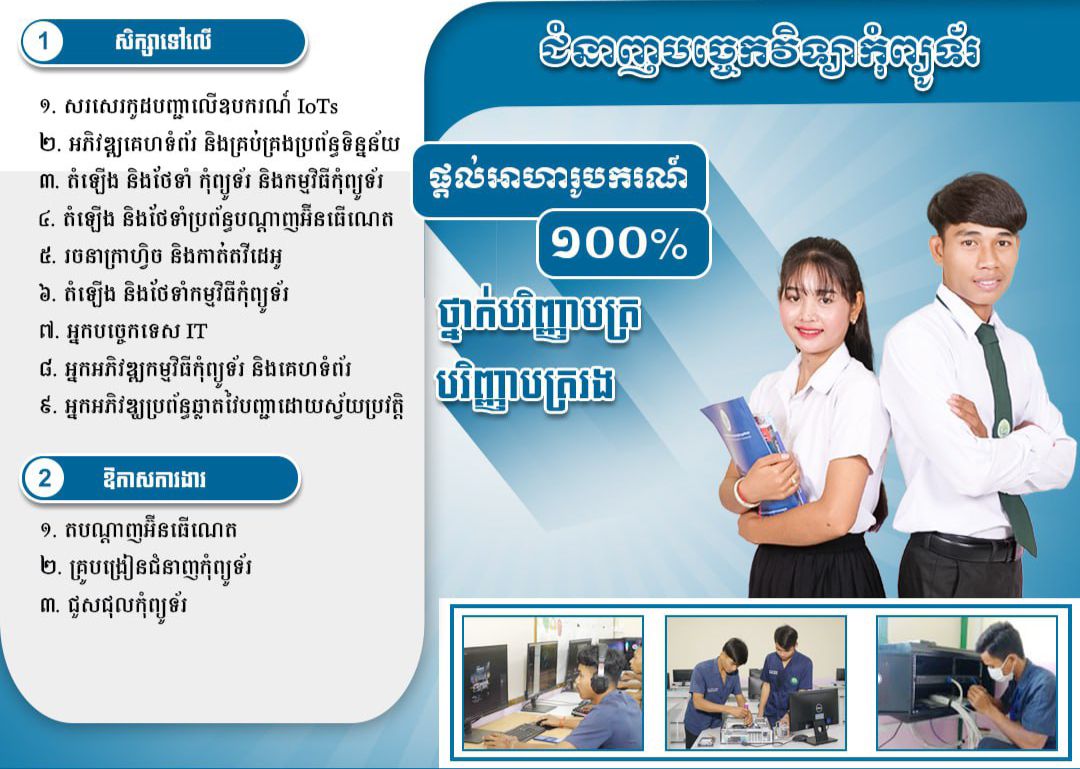 1 សិក្សាទៅលើ
១. សរសេរកូដបញ្ជាលើឧបករណ៍ IoTs
២. អភិវឌ្ឍគេហទំព័រ និងគ្រប់គ្រងប្រព័ន្ធទិន្នន័យ
៣. តំឡើង និងថែទាំ កុំព្យូទ័រ និងកម្មវិធីកុំព្យូទ័រ
៤. តំឡើង និងថែទាំប្រព័ន្ធបណ្តាញអ៊ីនធើណេត
៥. រចនាក្រាហ្វិច និងកាត់តវីដេអូ
៦. តំឡើង និងថែទាំកម្មវិធីកុំព្យូទ័រ
៧. អ្នកបច្ចេកទេស IT
៨. អ្នកអភិវឌ្ឍកម្មវិធីកុំព្យូទ័រ និងគេហទំព័រ
៩. អ្នកអភិវឌ្ឍប្រព័ន្ធឆ្លាតវៃបញ្ជាដោយស្វ័យប្រវត្តិ
2 ឱកាសការងារ
១. តបណ្តាញអ៊ីនធើណេត
២. គ្រូបង្រៀនជំនាញកុំព្យូទ័រ
៣. ជួសជុលកុំព្យូទ័រ
ជំនាញបច្ចេកវិទ្យាកុំព្យូទ័រ
ផ្តល់អាហារូបករណ៍
១០០%
ថ្នាក់បរិញ្ញាបត្រ
បរិញ្ញាបត្ររង